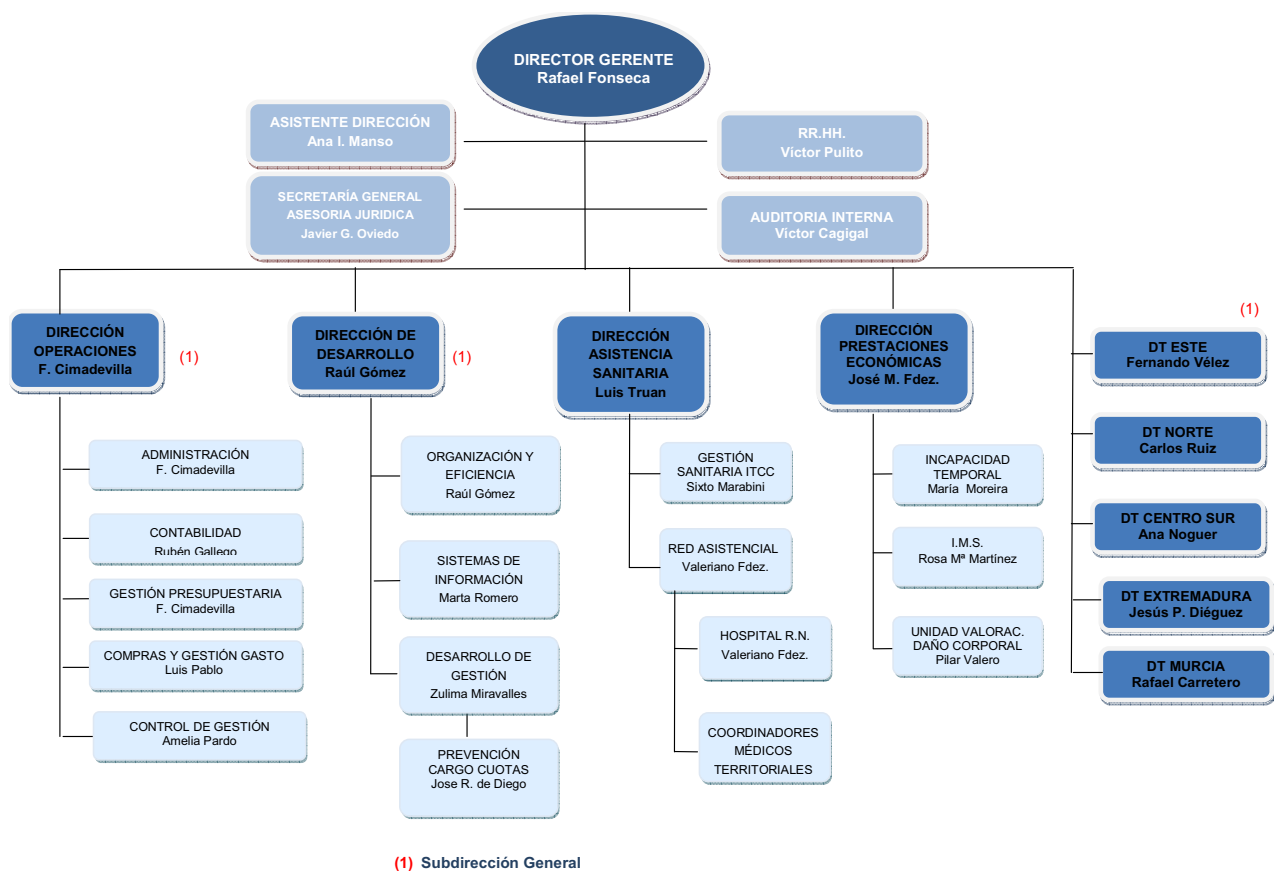 DIRECTOR GERENTE
Rafael Fonseca
ASISTENTE DIRECCIÓN
Ana I. Manso
RR.HH.
Victor Pulito
SECRETARÍA GENERAL
ASESORIA JURIDICA
Javier G. Oviedo
AUDITORIA INTERNA
Victor Cagigal
DIRECCIÓN
OPERACIONES
F. Cimadevilla
(1)
DIRECCIÓN DE
DESARROLLO
Raúl Gómez
(1)
DIRECCIÓN
ASISTENCIA
SANITARIA
Luis Truan
DIRECCIÓN
PRESTACIONES
ECONÓMICAS
José M. Fdez.
(1)
DT ESTE
Fernando Vélez
DT NORTE
Carlos Ruiz
DT CENTRO SUR
Ana Noguer
DT EXTREMADURA
Jesús P. Diéguez
DT MURCIA
Rafael Carretero
ADMINISTRACIÓN
F. Cimadevilla
CONTABILIDAD
Rubén Gallego
GESTIÓN PRESUPUESTARIA
F. Cimadevilla
COMPRAS Y GESTIÓN GASTO
Luis Pablo
CONTROL DE GESTIÓN
Amelia Pardo
ORGANIZACIÓN Y
EFICIENCIA
Raúl Gómez
SISTEMAS DE
INFORMACIÓN
Marta Romero
DESARROLLO DE
GESTIÓN
Zulima Miravalles
PREVENCIÓN
CARGO CUOTAS
Jose R. de Diego
GESTIÓN
SANITARIA ITCC
Sixto Marabini
RED ASISTENCIAL
Valeriano Fdez.
HOSPITAL R.N.
Valeriano Fdez.
COORDINADORES
MÉDICOS
TERRITORIALES
INCAPACIDAD
TEMPORAL
María Moreira
I.M.S.
Rosa Mª Martínez
UNIDAD VALORAC.
DAÑO CORPORAL
Pilar Valero
(1) Subdirección General